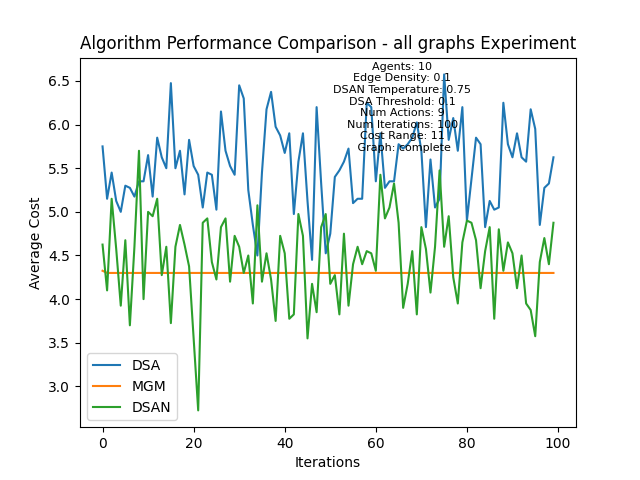 Algorithm Performance Comparison - all graphs Experiment
Agents: 10
Edge Density: 0.1
DSAN Temperature: 0.75
DSA Threshold: 0.1
Num Actions: 9
Num Iterations: 100
Cost Range: 11
Graph: complete
6.5
6.0
5.5
5.0
4.5
4.0
3.5
3.0
Average Cost
DSA
MGM
DSAN
0 20 40 60 80 100
Iterations